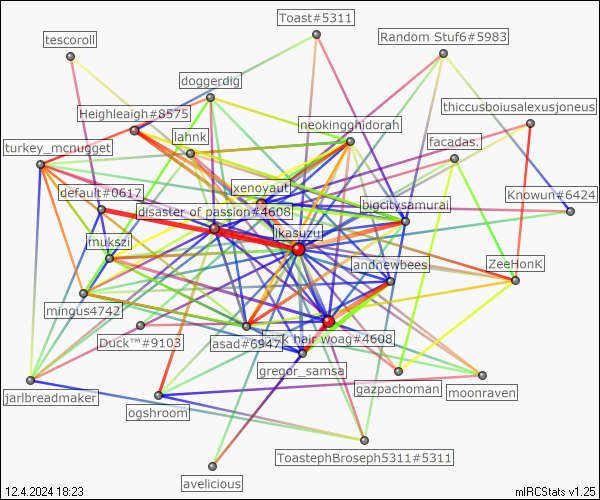 Toast#5311
Random Stuf6#5983
tescoroll
doggerdig
thiccusboiusalexusjoneus
Heighleaigh#8575
neokingghidorah
lahnk
facadas.
turkey_mcnugget
default#0617
xenoyaut
Knowun#6424
disaster of passion#4608
bigcitysamurai
ikasuzu
mukszi
andnewbees
ZeeHonK
mingus4742
Duck™#9103
asad#6947
k hair woag#4608
gregor_samsa
gazpachoman
jarlbreadmaker
moonraven
ogshroom
ToastephBroseph5311#5311
avelicious
12.4.2024 18:23
mIRCStats v1.25